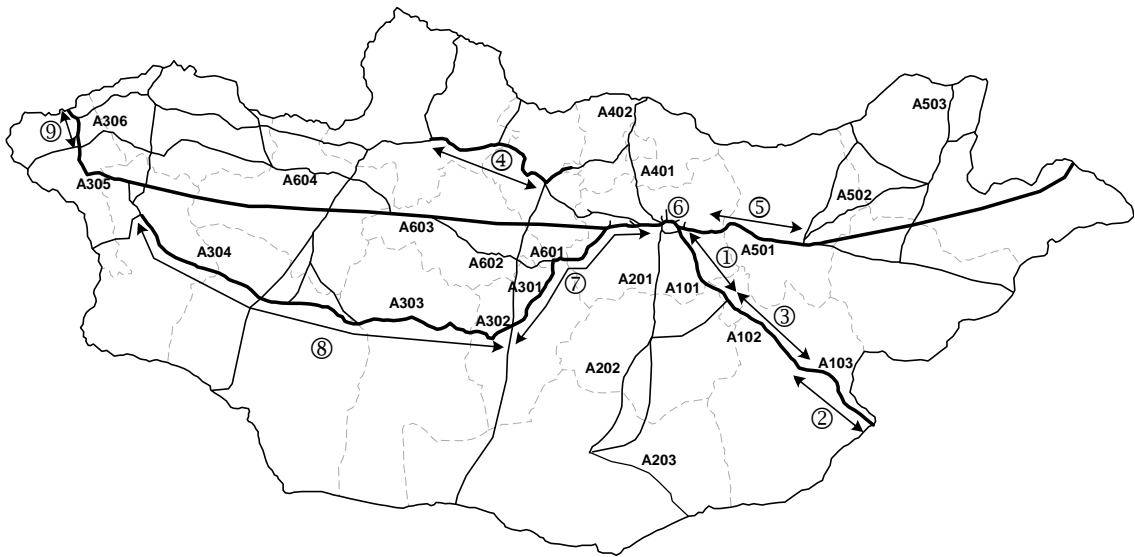 A503
A402
⑨
A306
④
A401
A305
A604
A502
⑥
⑤
A603
A304
A601
A501
A602
①
A301
⑦
A201
A101
A303
③
A302
A102
⑧
A202
A103
②
A203